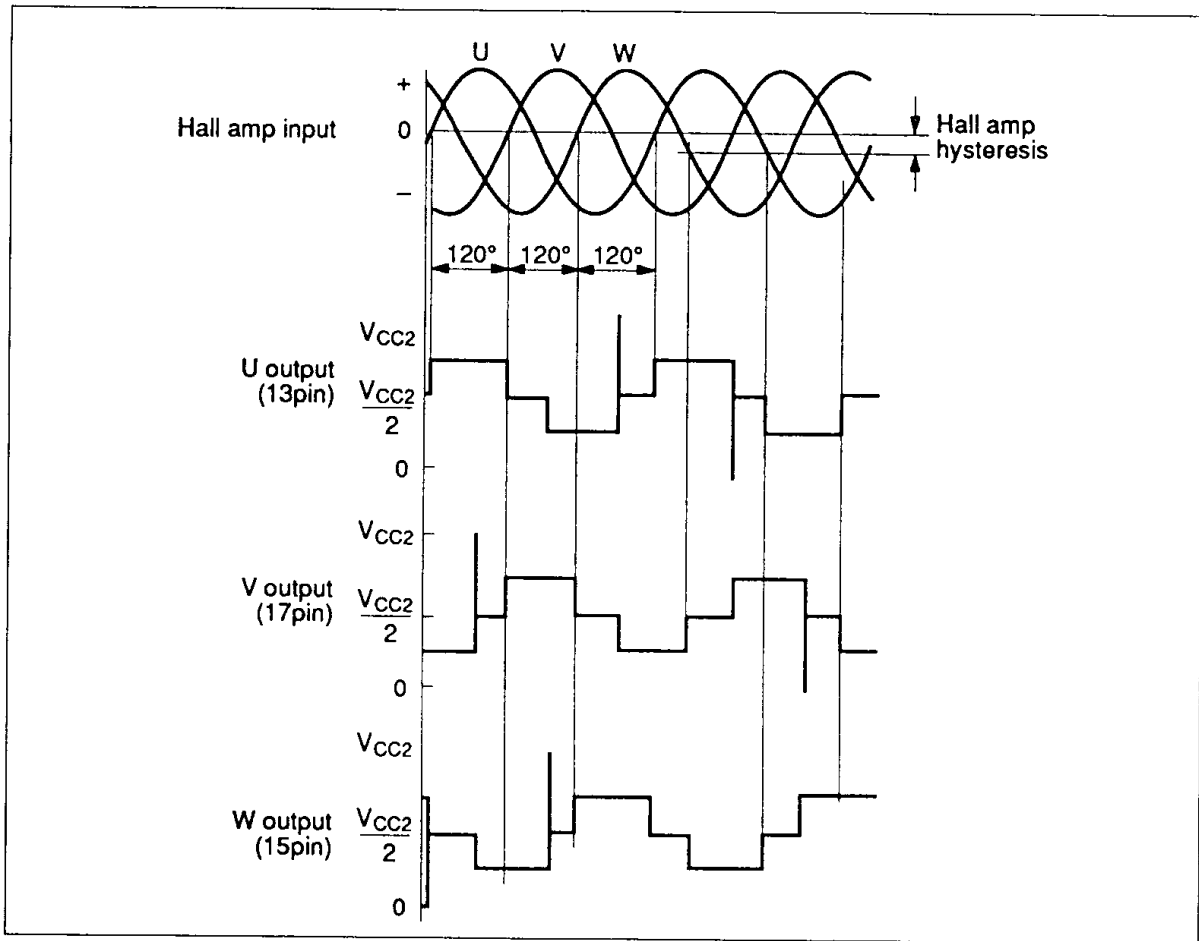 U V W
+
Hall amp input 0
Hall amp
hysteresis
−
120° 120° 120°
VCC2
U output
(13pin)
VCC2
2
0
VCC2
V output
(17pin)
VCC2
2
0
VCC2
W output
(15pin)
VCC2
2
0